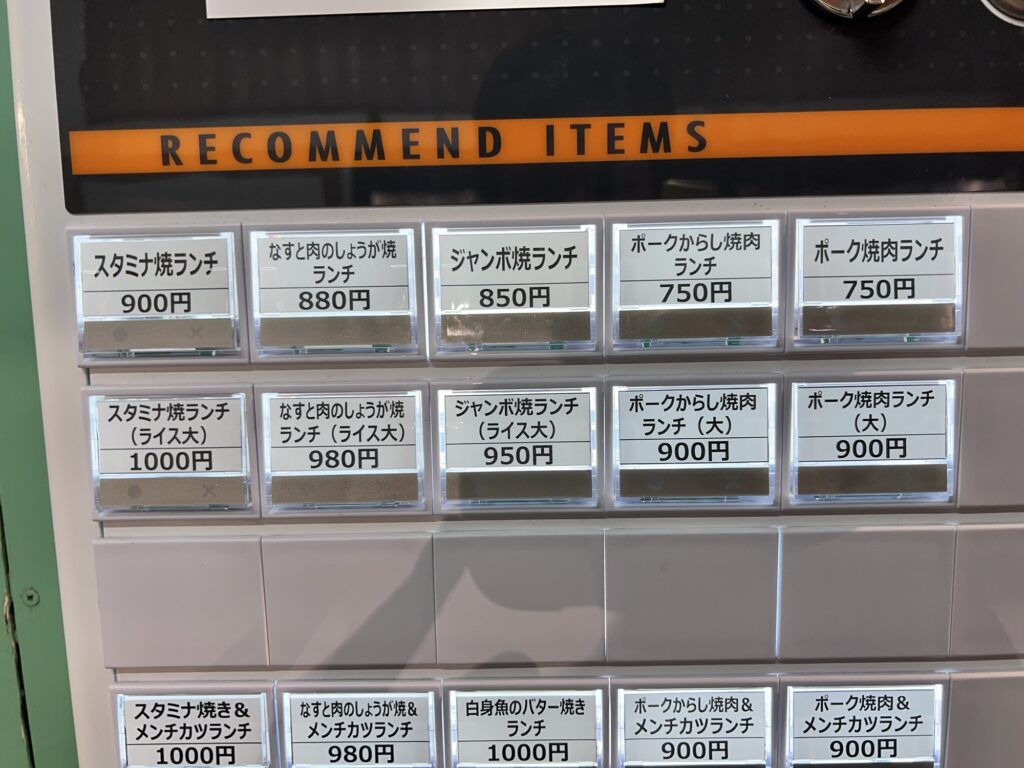 RECOMMEND ITEMS
スタミナ焼ランチ
900円
なすと肉のしょうが焼
ランチ
880円
ジャンボ焼ランチ
850円
ポークからし焼肉
ランチ
750円
ポーク焼肉ランチ
750円
スタミナ焼ランチ
(ライス大)
1000円
なすと肉のしょうが焼
ランチ(ライス大)
980円
ジャンボ焼ランチ
(ライス大)
950円
ポークからし焼肉
ランチ(大)
900円
ポーク焼肉ランチ
(大)
900円
スタミナ焼き&
メンチカツランチ
1000円
なすと肉のしょうが焼&
メンチカツランチ
980円
白身魚のバター焼き
ランチ
1000円
ポークからし焼肉&
メンチカツランチ
900円
ポーク焼肉&
メンチカツランチ
900円